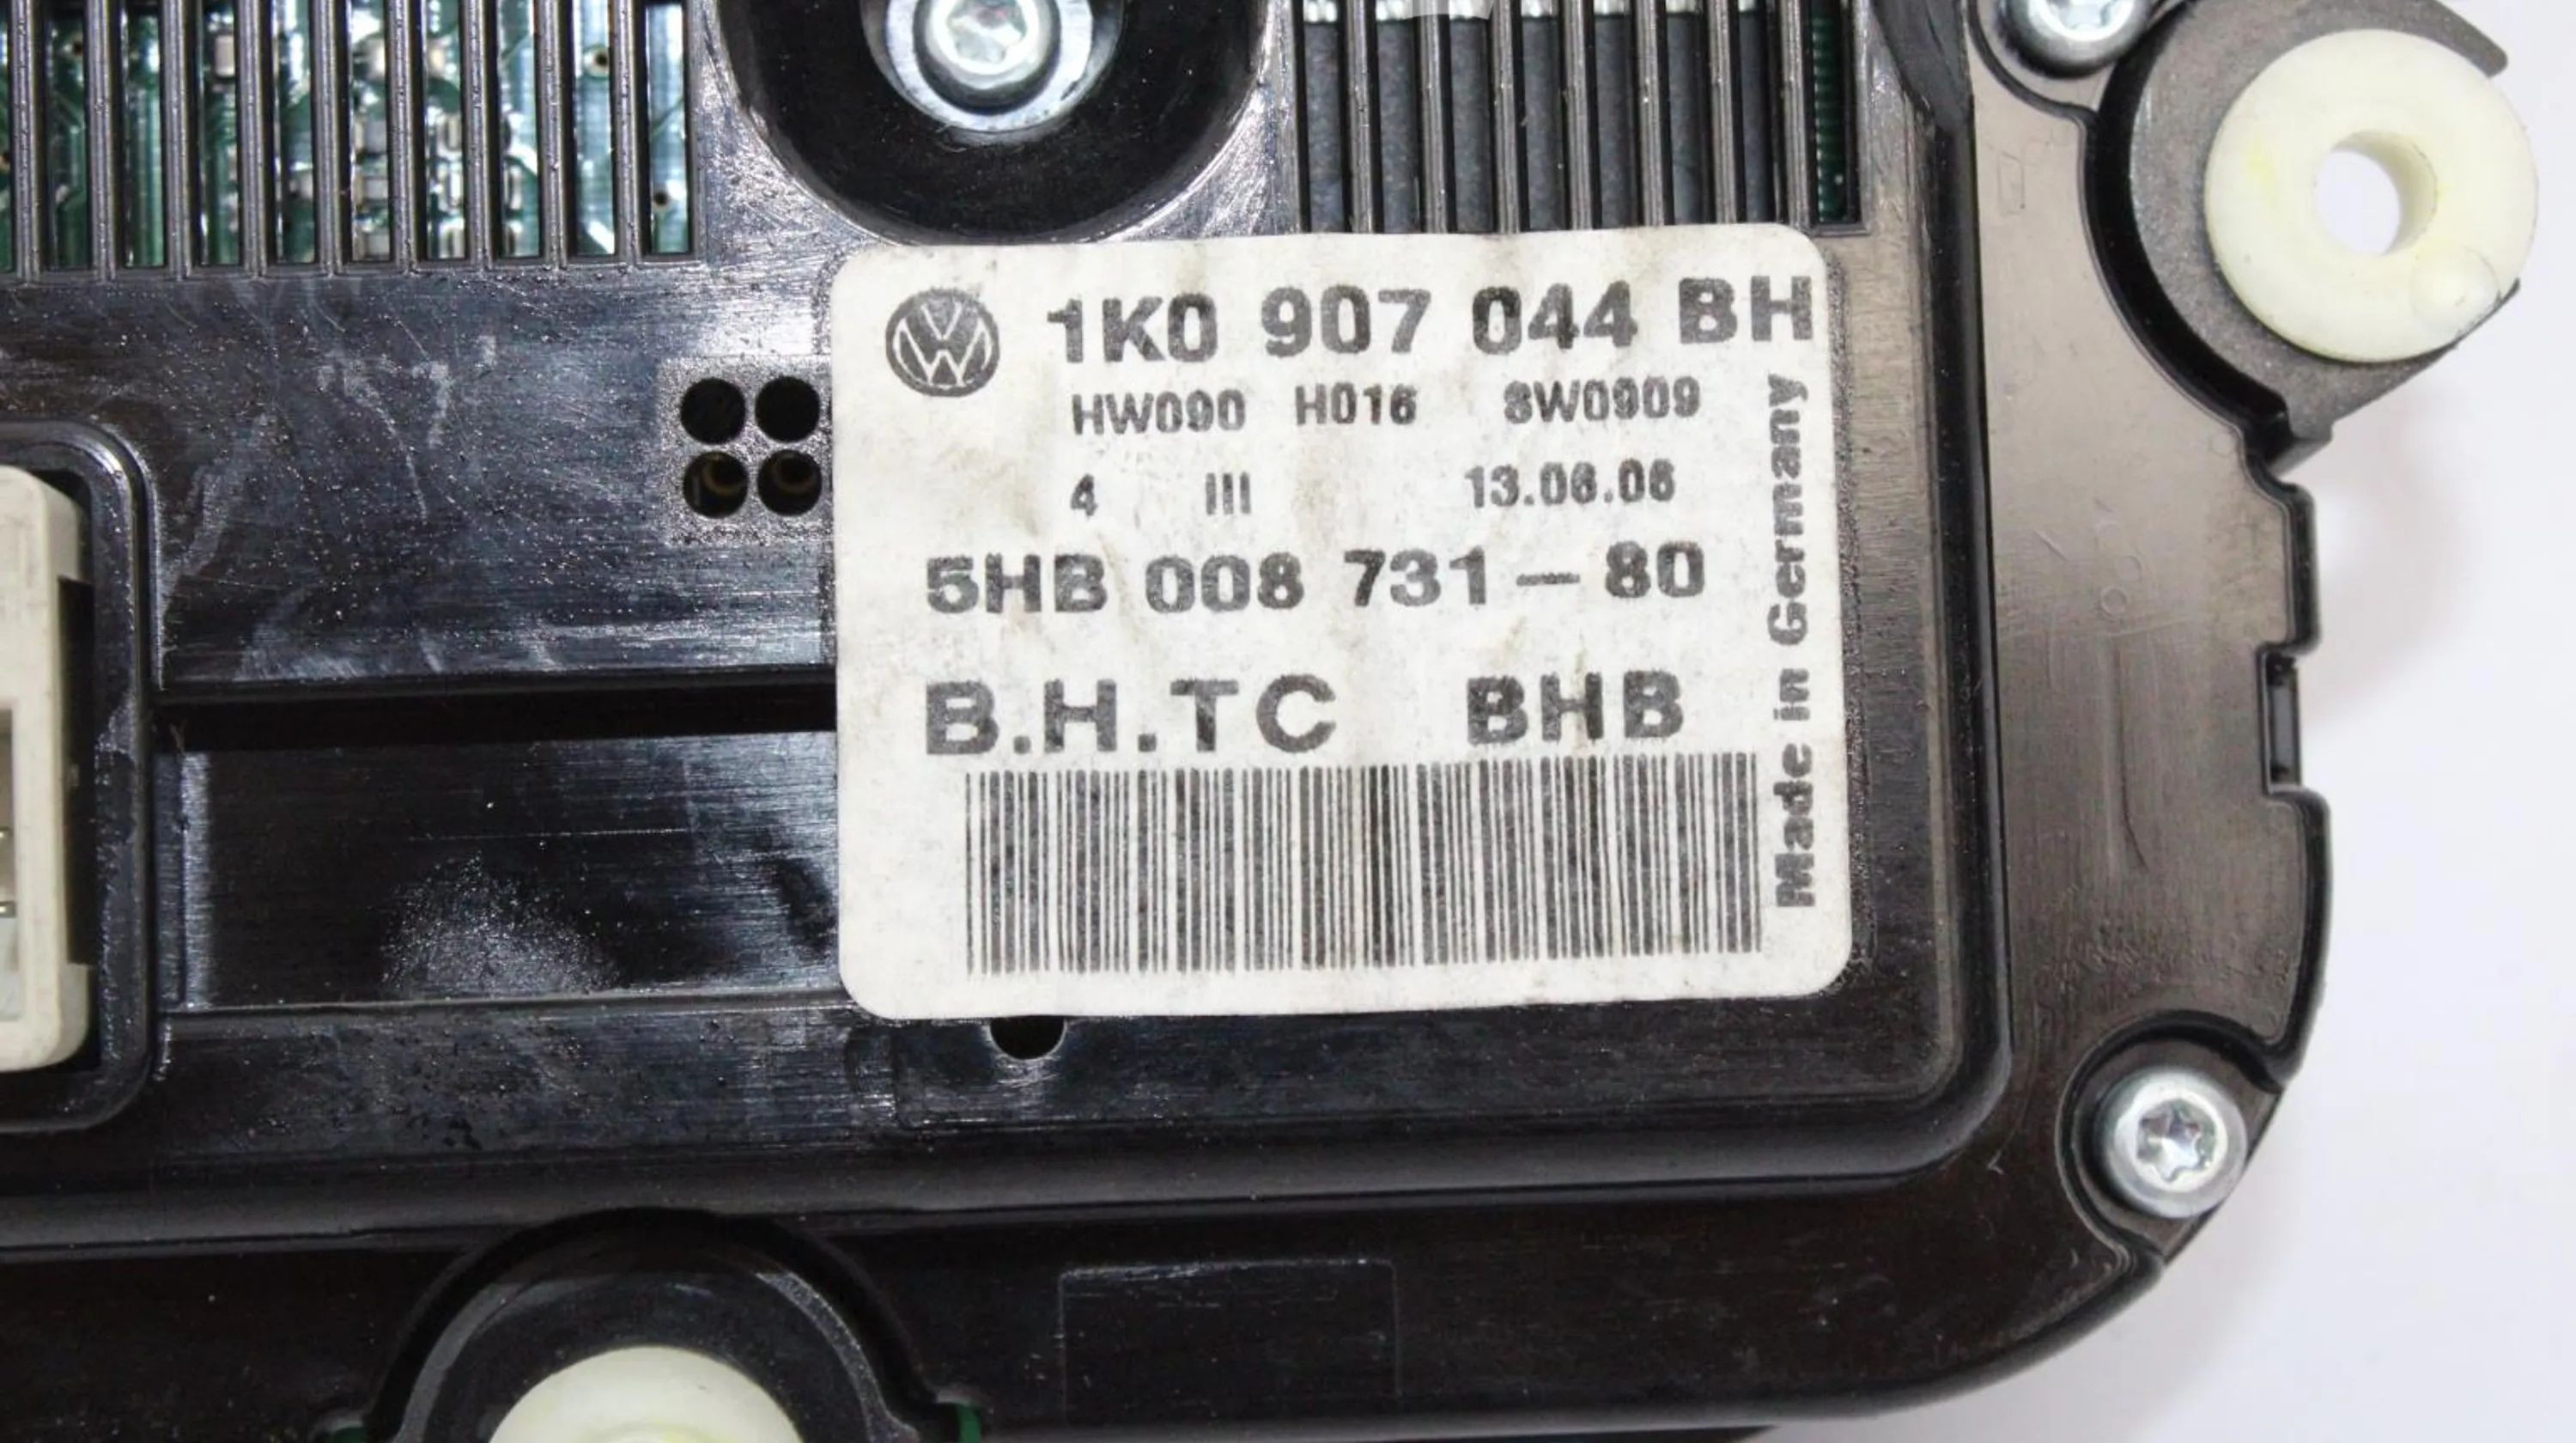 1K0 907 044 BH
HW090 H016 SW0909
4 III 13.06.06
5HB 008 731-80
B.H.TC BHB
Made in Germany